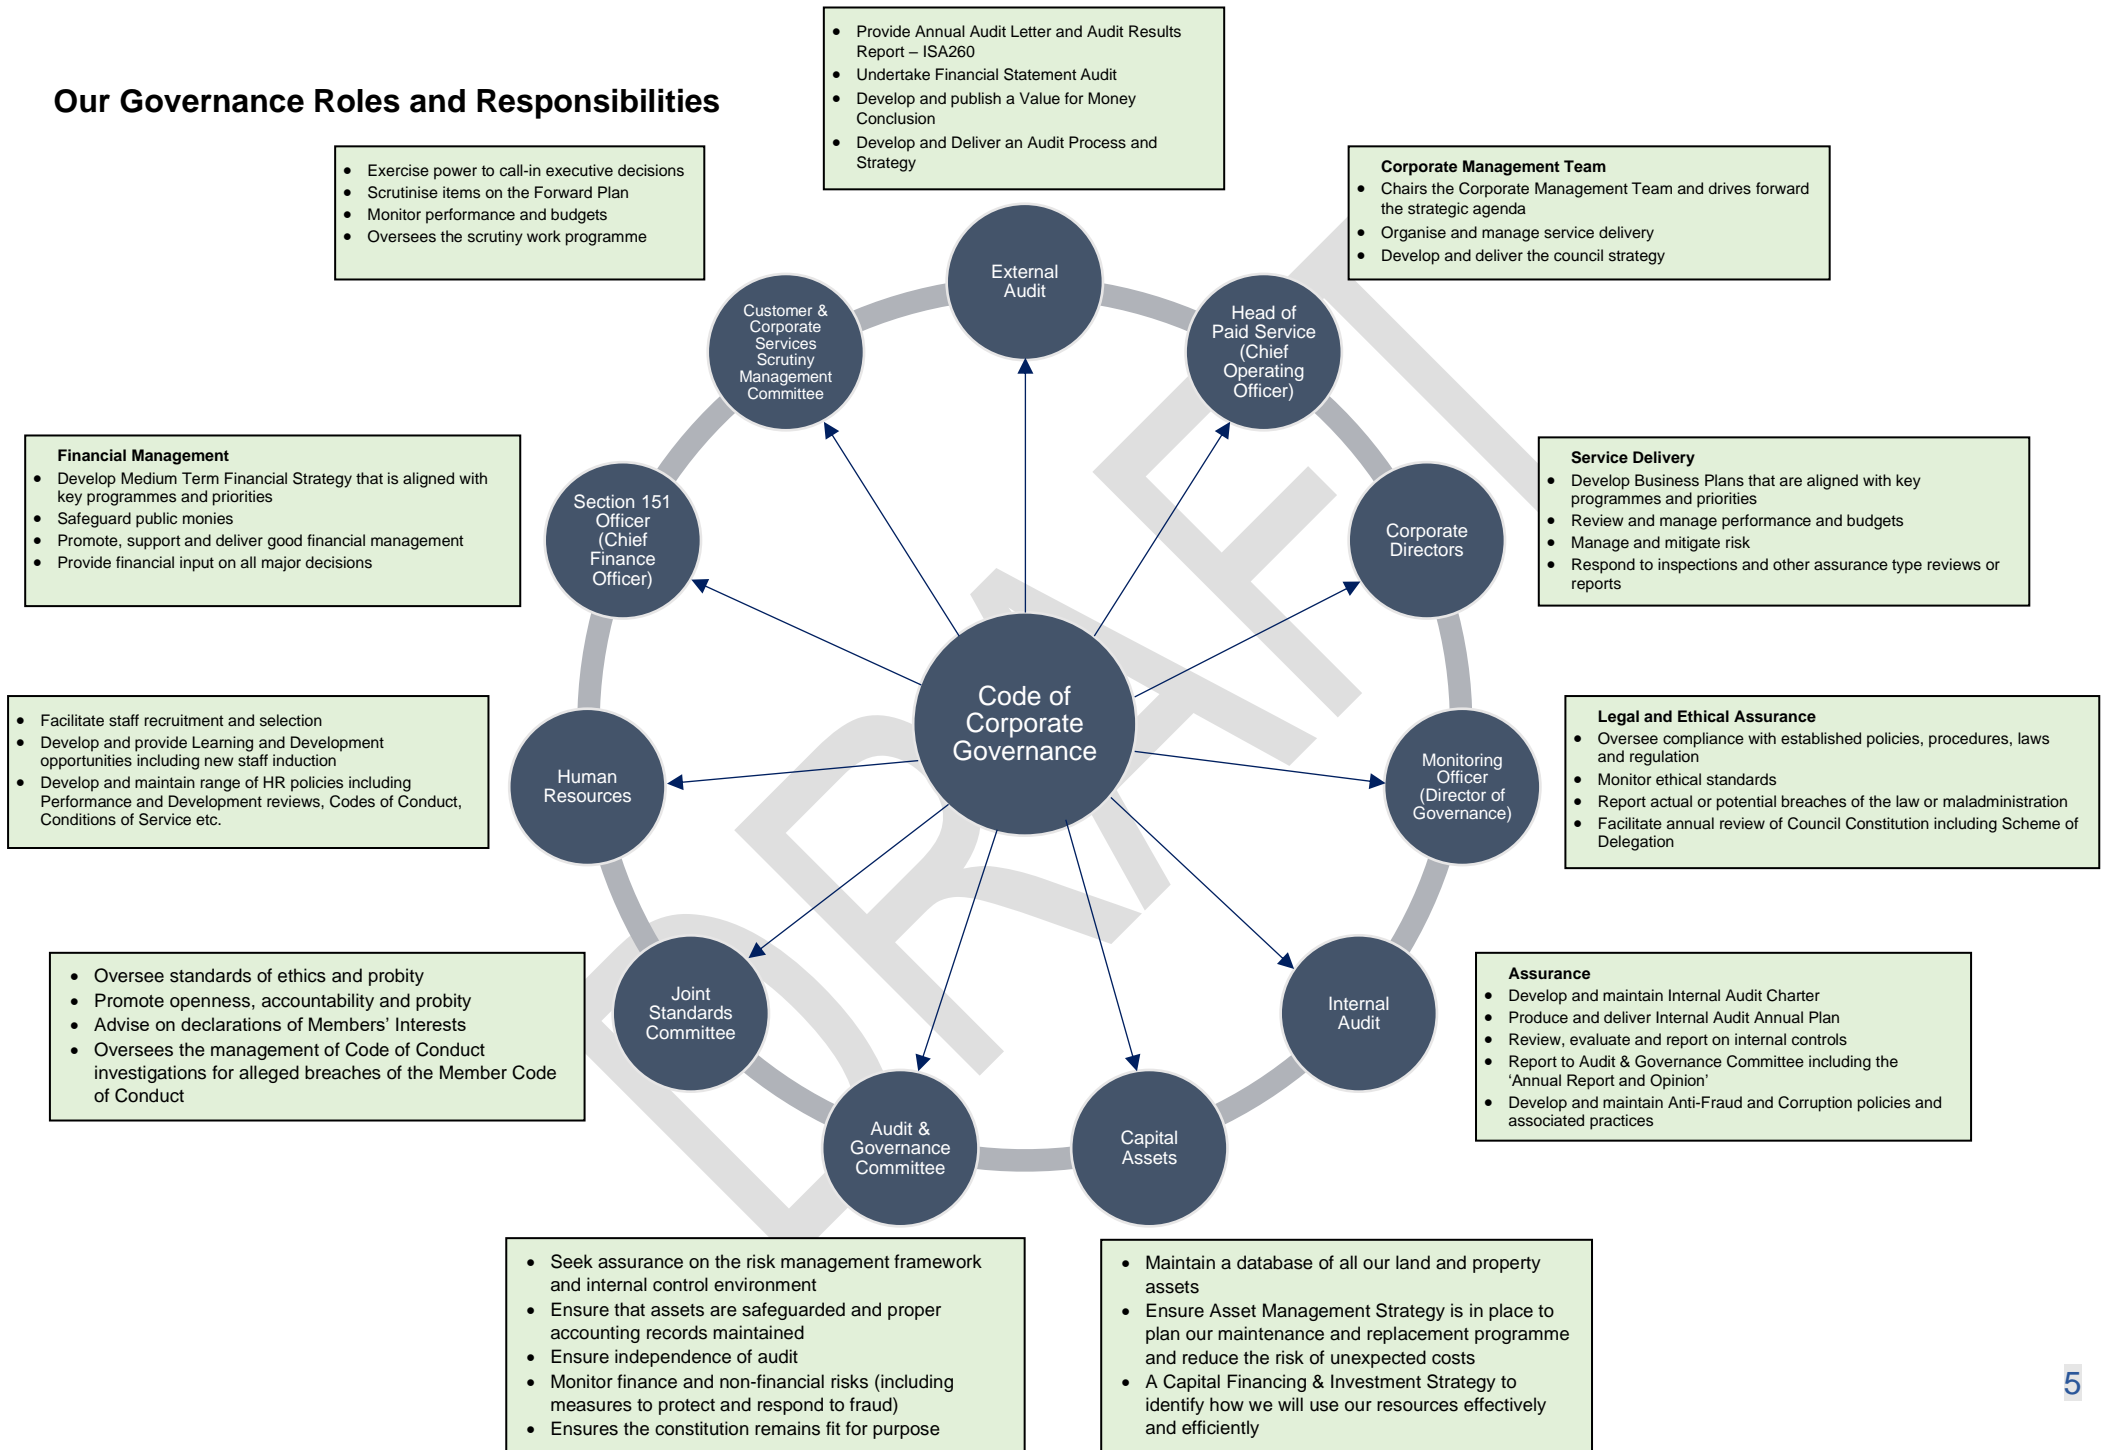 Our Governance Roles and Responsibilities
• Provide Annual Audit Letter and Audit Results
Report – ISA260
• Undertake Financial Statement Audit
• Develop and publish a Value for Money
Conclusion
• Develop and Deliver an Audit Process and
Strategy
• Exercise power to call-in executive decisions
• Scrutinise items on the Forward Plan
• Monitor performance and budgets
• Oversees the scrutiny work programme
Corporate Management Team
• Chairs the Corporate Management Team and drives forward
the strategic agenda
• Organise and manage service delivery
• Develop and deliver the council strategy
External
Audit
Customer &
Corporate
Services
Scrutiny
Management
Committee
Head of
Paid Service
(Chief
Operating
Officer)
Financial Management
• Develop Medium Term Financial Strategy that is aligned with
key programmes and priorities
• Safeguard public monies
• Promote, support and deliver good financial management
• Provide financial input on all major decisions
Section 151
Officer
(Chief
Finance
Officer)
Corporate
Directors
Service Delivery
• Develop Business Plans that are aligned with key
programmes and priorities
• Review and manage performance and budgets
• Manage and mitigate risk
• Respond to inspections and other assurance type reviews or
reports
Code of
Corporate
Governance
• Facilitate staff recruitment and selection
• Develop and provide Learning and Development
opportunities including new staff induction
• Develop and maintain range of HR policies including
Performance and Development reviews, Codes of Conduct,
Conditions of Service etc.
Human
Resources
Monitoring
Officer
(Director of
Governance)
Legal and Ethical Assurance
• Oversee compliance with established policies, procedures, laws
and regulation
• Monitor ethical standards
• Report actual or potential breaches of the law or maladministration
• Facilitate annual review of Council Constitution including Scheme of
Delegation
• Oversee standards of ethics and probity
• Promote openness, accountability and probity
• Advise on declarations of Members’ Interests
• Oversees the management of Code of Conduct
investigations for alleged breaches of the Member Code
of Conduct
Joint
Standards
Committee
Internal
Audit
Assurance
• Develop and maintain Internal Audit Charter
• Produce and deliver Internal Audit Annual Plan
• Review, evaluate and report on internal controls
• Report to Audit & Governance Committee including the
‘Annual Report and Opinion’
• Develop and maintain Anti-Fraud and Corruption policies and
associated practices
Audit &
Governance
Committee
Capital
Assets
• Seek assurance on the risk management framework
and internal control environment
• Ensure that assets are safeguarded and proper
accounting records maintained
• Ensure independence of audit
• Monitor finance and non-financial risks (including
measures to protect and respond to fraud)
• Ensures the constitution remains fit for purpose
• Maintain a database of all our land and property
assets
• Ensure Asset Management Strategy is in place to
plan our maintenance and replacement programme
and reduce the risk of unexpected costs
• A Capital Financing & Investment Strategy to
identify how we will use our resources effectively
and efficiently
DRAFT
5